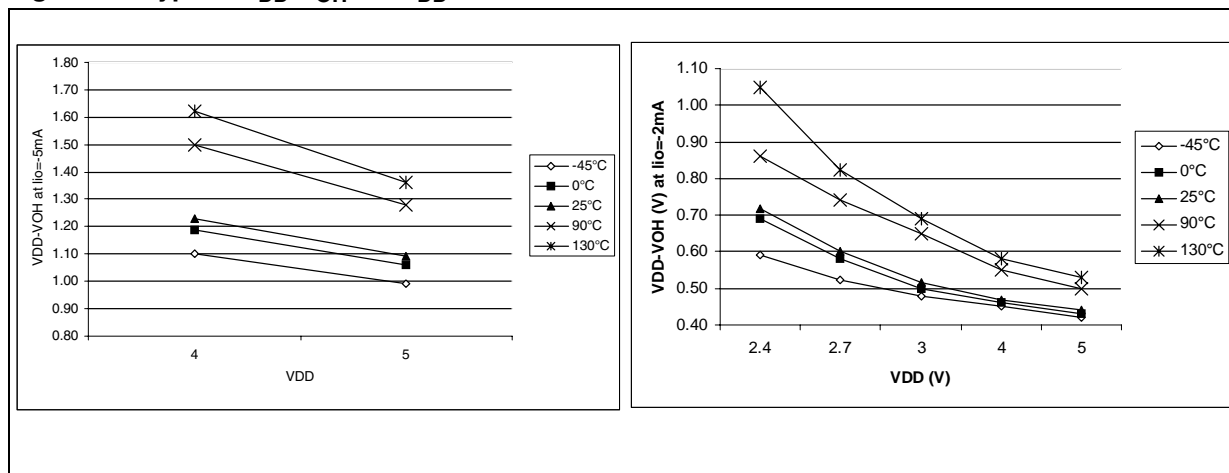 DD OH DD
1.80
1.70
1.60
1.50
1.40
1.30
1.20
1.10
1.00
0.90
0.80
VDD-VOH at Iio=-5mA
4 5
VDD
-45°C
0°C
25°C
90°C
130°C
1.10
1.00
0.90
0.80
0.70
0.60
0.50
0.40
VDD-VOH (V) at Iio=-2mA
2.4 2.7 3 4 5
VDD (V)
-45°C
0°C
25°C
90°C
130°C